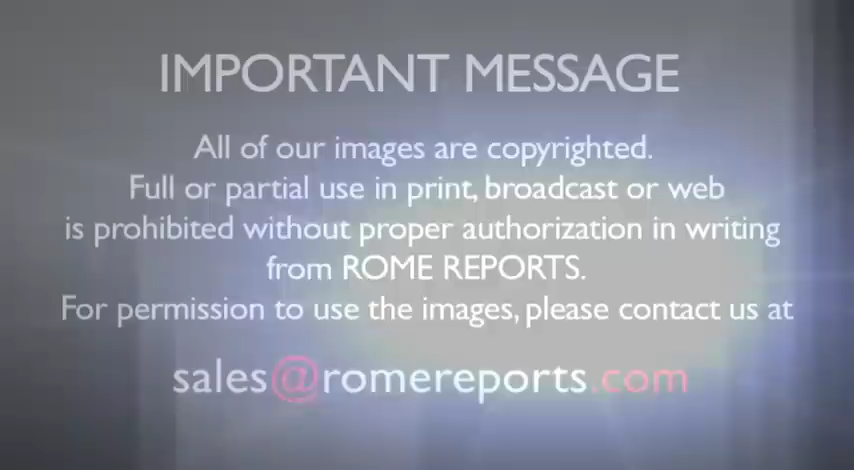 IMPORTANT MESSAGE
All of our images are copyrighted.
Full or partial use in print, broadcast or web
is prohibited without proper authorization in writing
from ROME REPORTS.
For permission to use the images, please contact us at
sales@romereports.com